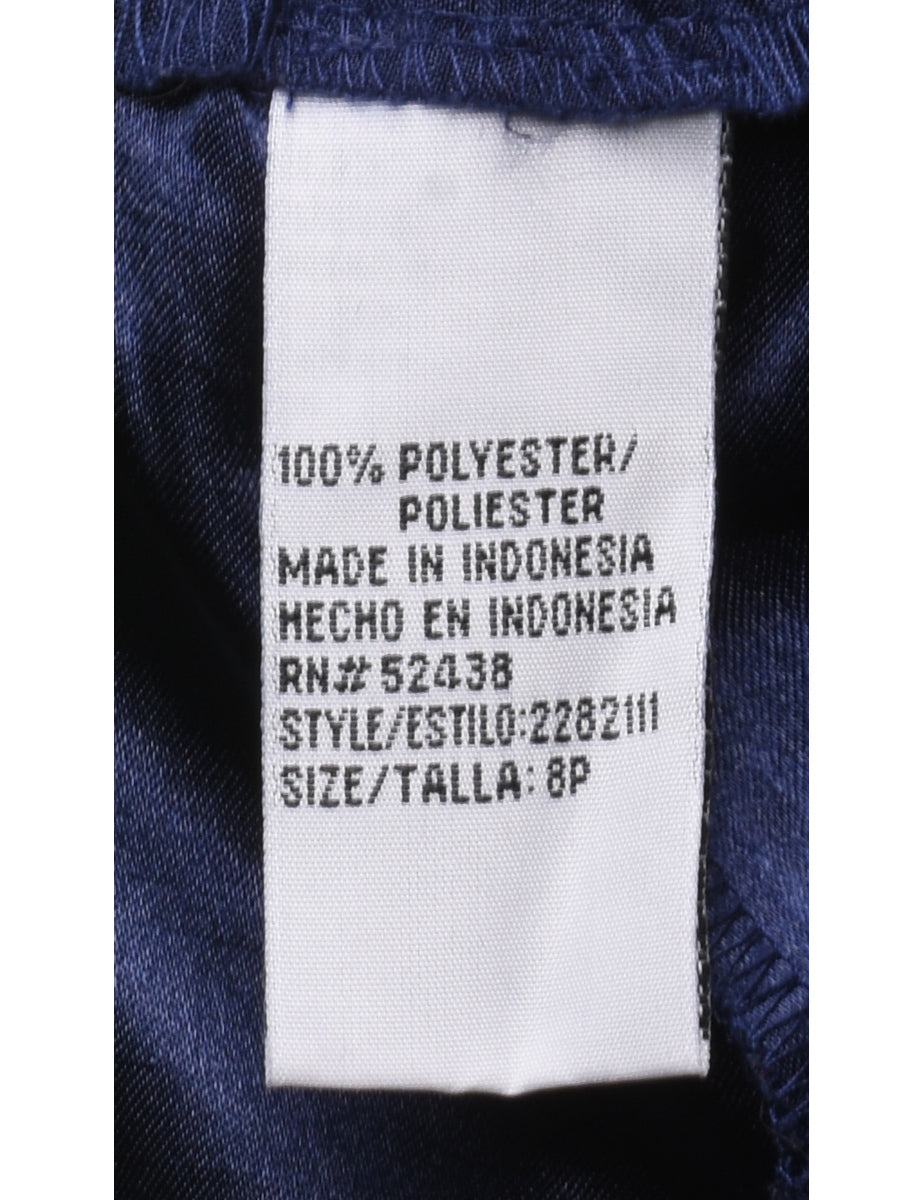 100% POLYESTER/
POLIESTER
MADE IN INDONESIA
HECHO EN INDONESIA
RN# 52438
STYLE/ESTILO:2282111
SIZE/TALLA: 8P